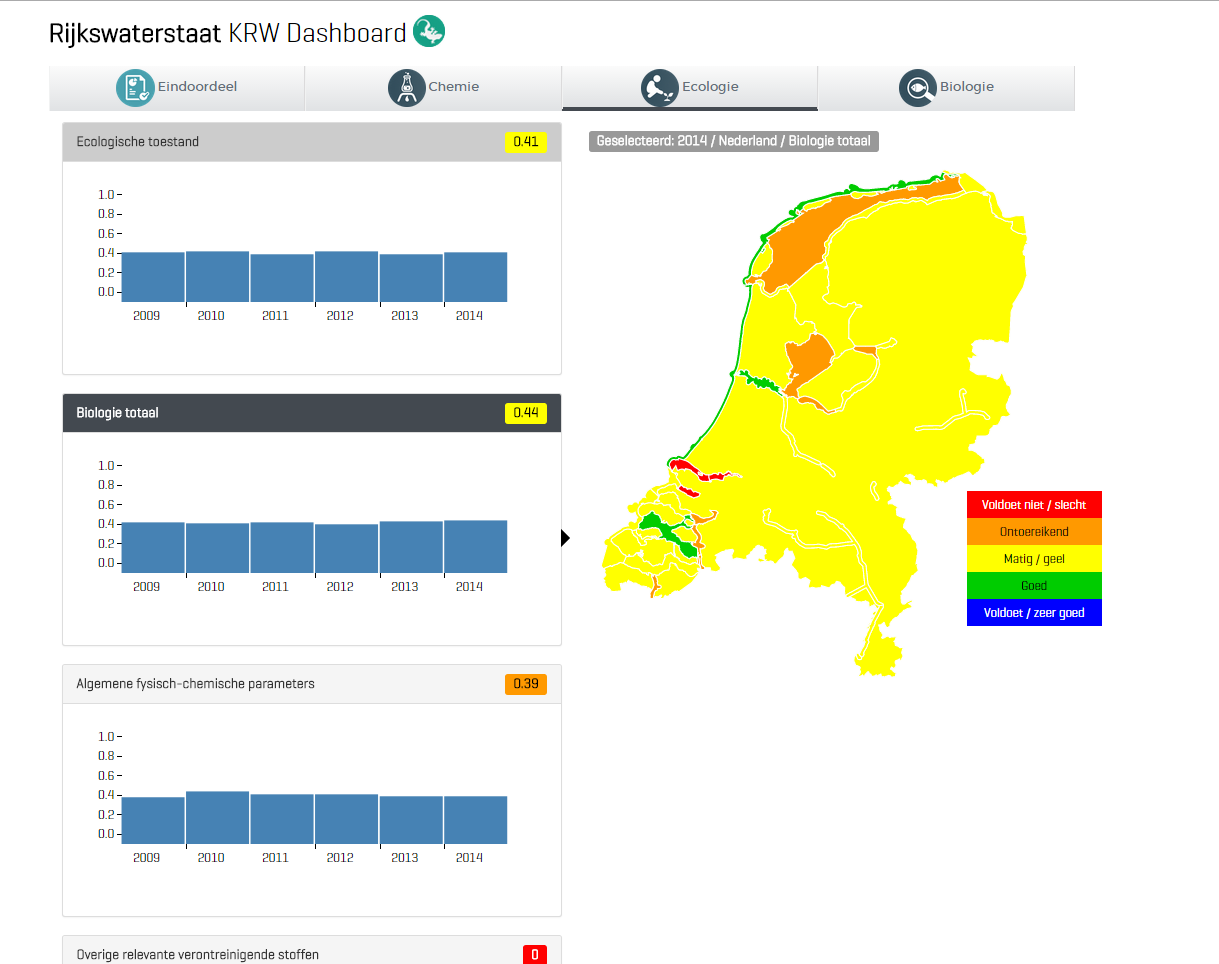 Rijkswaterstaat KRW Dashboard
Eindoordeel
Chemie
Ecologie
Biologie
Ecologische toestand
0.41
1.0
0.8
0.6
0.4
0.2
0.0
2009 2010 2011 2012 2013 2014
Biologie totaal
0.44
1.0
0.8
0.6
0.4
0.2
0.0
2009 2010 2011 2012 2013 2014
Algemene fysisch-chemische parameters
0.39
1.0
0.8
0.6
0.4
0.2
0.0
2009 2010 2011 2012 2013 2014
Overige relevante verontreinigende stoffen
0
Geselecteerd: 2014 / Nederland / Biologie totaal
Voldoet niet / slecht
Ontoereikend
Matig / geel
Goed
Voldoet / zeer goed